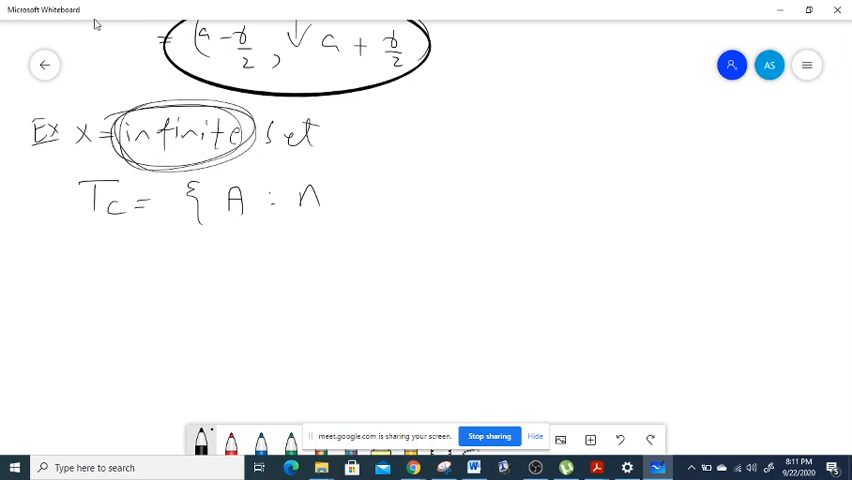 Microsoft Whiteboard
= (a - γ/2, a + γ/2)
AS
Ex X = infinite set
Tc = { A : n
meet.google.com is sharing your screen. Stop sharing Hide
Type here to search
8:11 PM
9/22/2020